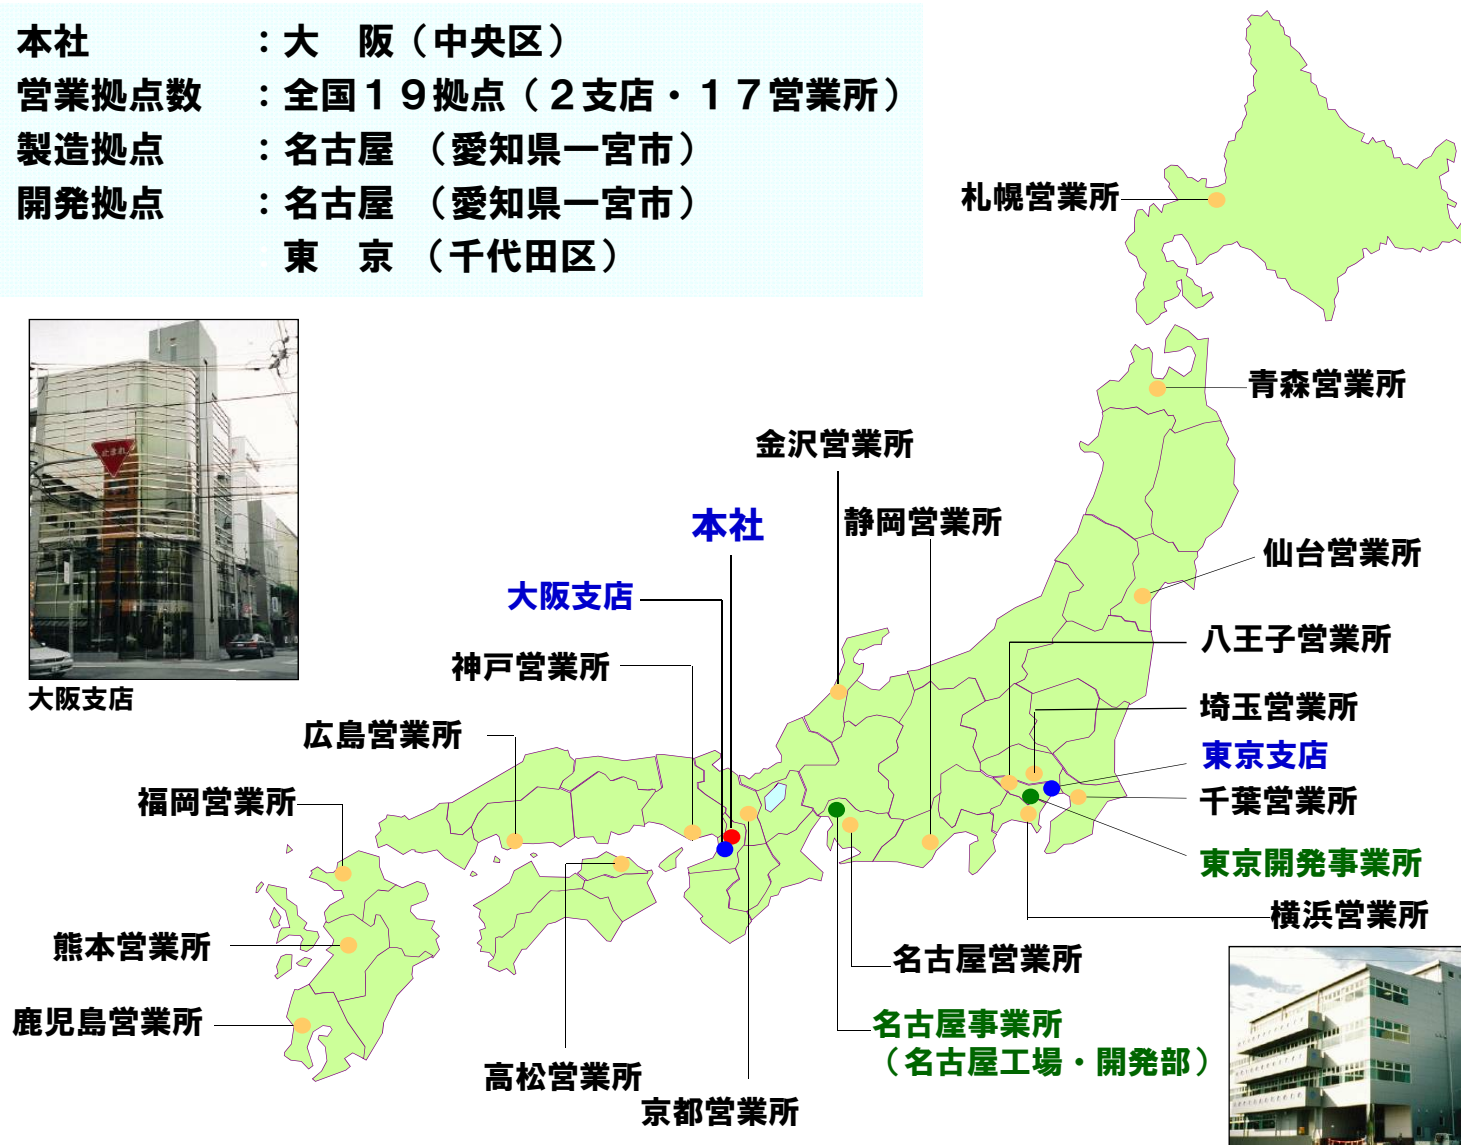 本社　：大　阪（中央区）
営業拠点数　：全国１９拠点（２支店・１７営業所）
製造拠点　：名古屋　（愛知県一宮市）
開発拠点　：名古屋　（愛知県一宮市）
東　京　（千代田区）
札幌営業所
青森営業所
金沢営業所
静岡営業所
本社
仙台営業所
大阪支店
八王子営業所
神戸営業所
止まれ
大阪支店
埼玉営業所
広島営業所
東京支店
福岡営業所
千葉営業所
東京開発事業所
横浜営業所
熊本営業所
名古屋営業所
鹿児島営業所
名古屋事業所
（名古屋工場・開発部）
高松営業所
京都営業所